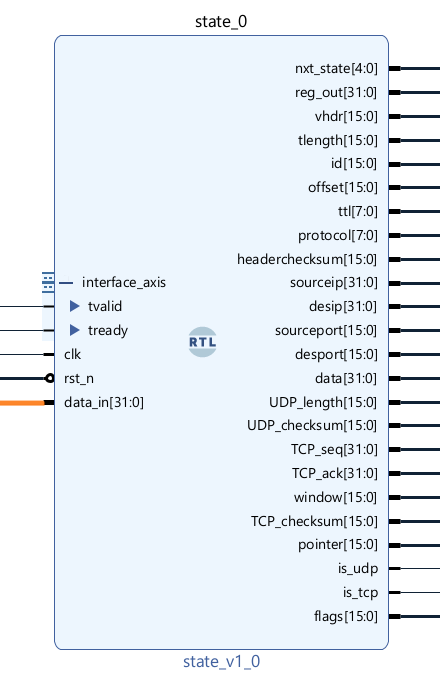 state_0
nxt_state[4:0]
reg_out[31:0]
vhdr[15:0]
tlength[15:0]
id[15:0]
offset[15:0]
ttl[7:0]
protocol[7:0]
headerchecksum[15:0]
interface_axis
sourceip[31:0]
tvalid
desip[31:0]
tready
sourceport[15:0]
RTL
clk
desport[15:0]
rst_n
data[31:0]
data_in[31:0]
UDP_length[15:0]
UDP_checksum[15:0]
TCP_seq[31:0]
TCP_ack[31:0]
window[15:0]
TCP_checksum[15:0]
pointer[15:0]
is_udp
is_tcp
flags[15:0]
state_v1_0